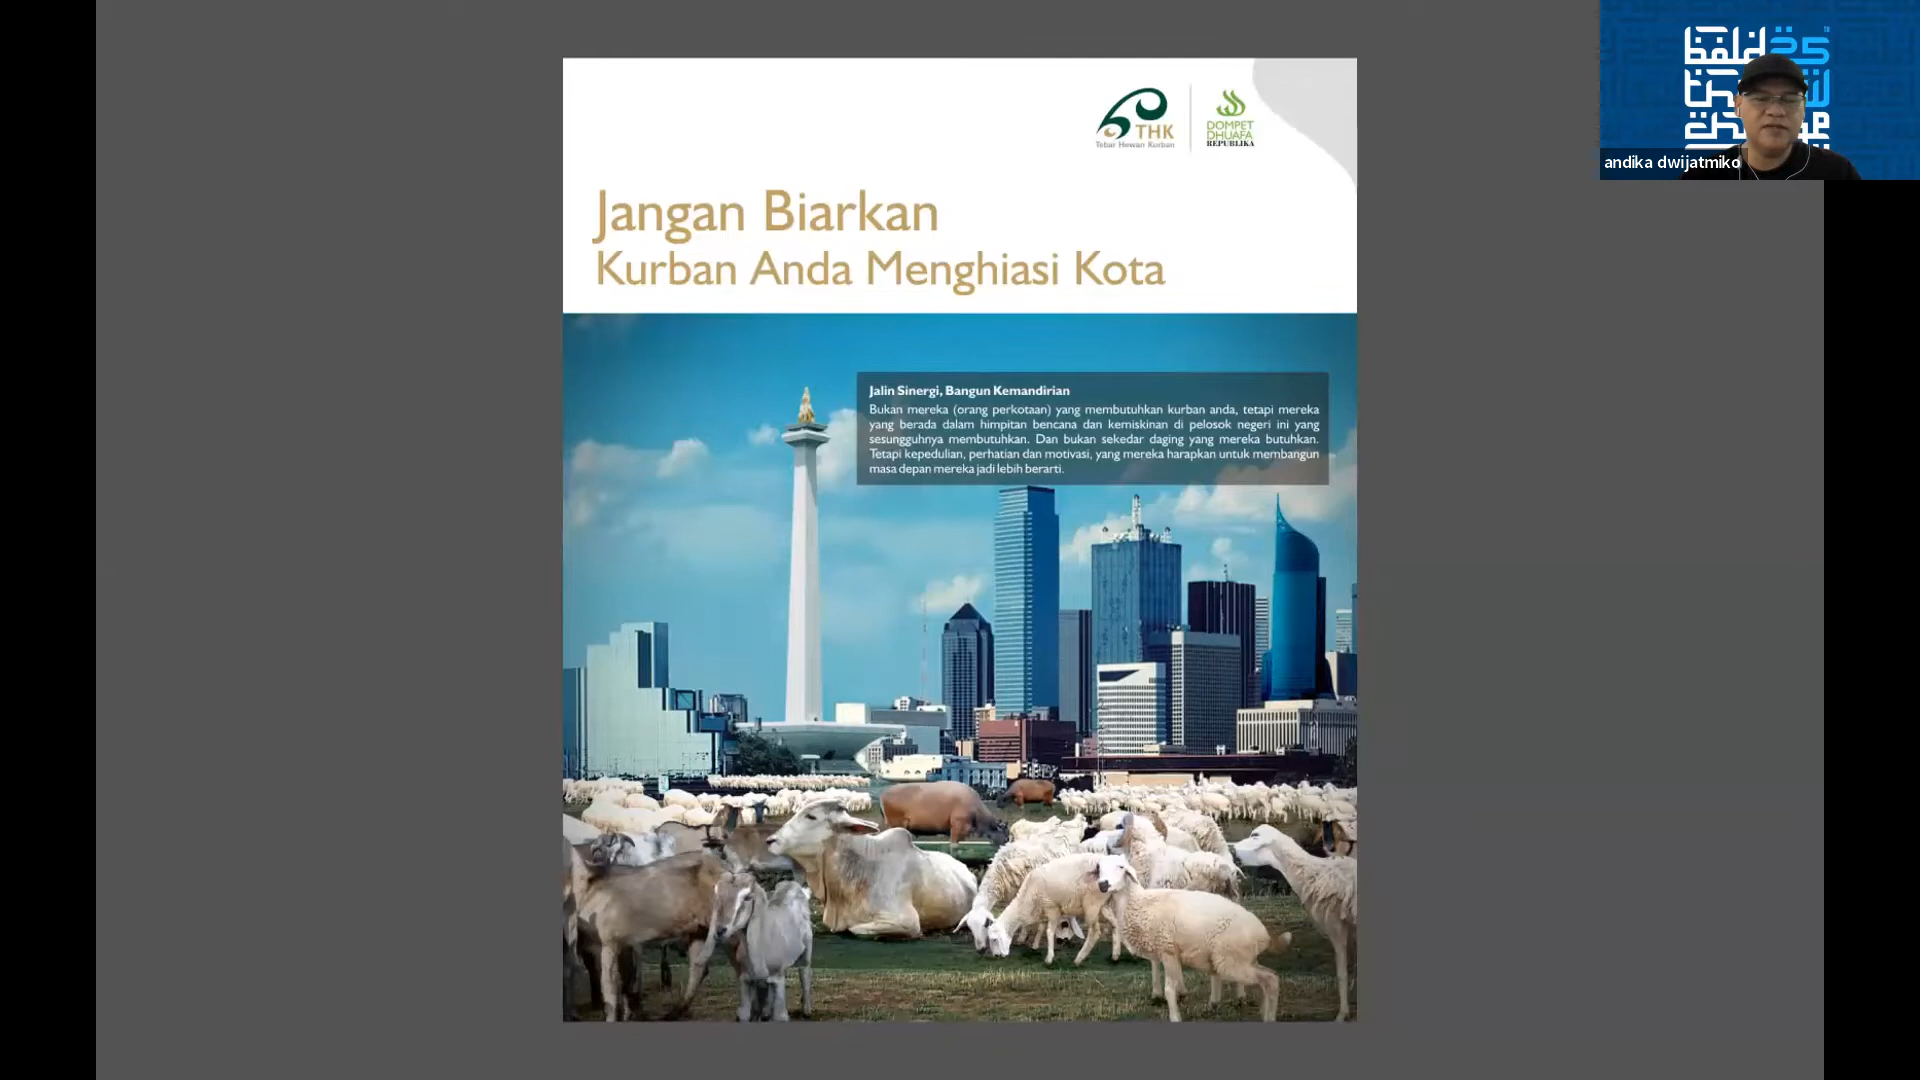 THK
Tebar Hewan Kurban
DOMPET
DHUAFA
REPUBLIKA
andika dwijatmiko
Jangan Biarkan
Kurban Anda Menghiasi Kota
Jalin Sinergi, Bangun Kemandirian
Bukan mereka (orang perkotaan) yang membutuhkan kurban anda, tetapi mereka
yang berada dalam himpitan bencana dan kemiskinan di pelosok negeri ini yang
sesungguhnya membutuhkan. Dan bukan sekedar daging yang mereka butuhkan.
Tetapi kepedulian, perhatian dan motivasi, yang mereka harapkan untuk membangun
masa depan mereka jadi lebih berarti.